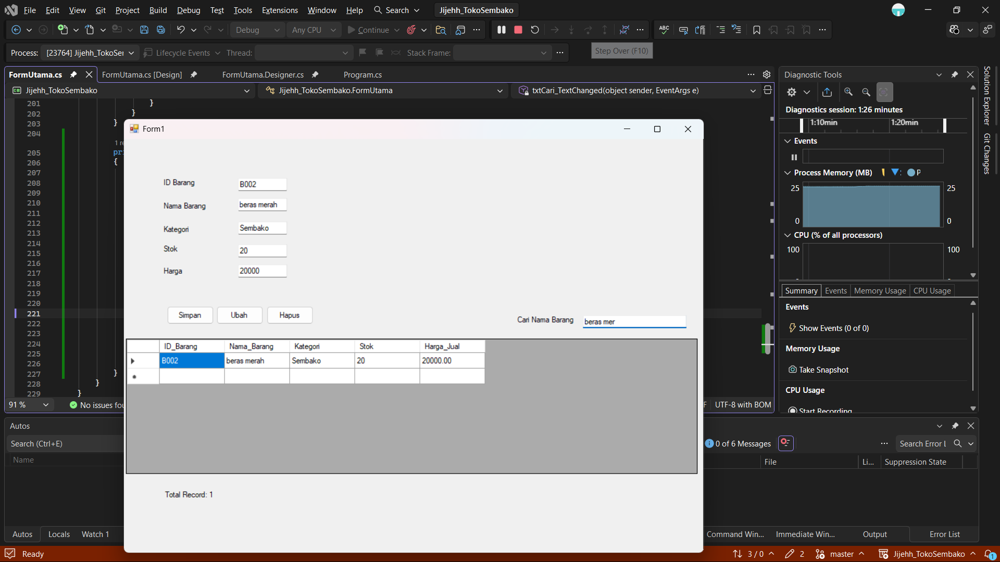 File Edit View Git Project Build Debug Test Tools Extensions Window Help Search Jijehh_TokoSembako
Debug Any CPU Continue
Process: [23764] Jijehh_TokoSer Lifecycle Events Thread: Stack Frame:
Step Over (F10)
FormUtama.cs FormUtama.cs [Design] FormUtama.Designer.cs Program.cs
Jijehh_TokoSembako Jijehh_TokoSembako.FormUtama txtCari_TextChanged(object sender, EventArgs e)
201 }
202 }
203 }
204
1 re
205 pri
206 {
207
208
209
210
211
212
213
214
215
216
217
218
219
220
221
222
223
224
225
226
227 }
228 }
229 }
91 % No issues fou
UTF-8 with BOM
Form1
ID Barang B002
Nama Barang beras merah
Kategori Sembako
Stok 20
Harga 20000
Simpan Ubah Hapus
Cari Nama Barang beras mer
ID_Barang Nama_Barang Kategori Stok Harga_Jual
B002 beras merah Sembako 20 20000.00
Total Record: 1
Diagnostic Tools
Diagnostics session: 1:26 minutes
1:10min 1:20min
Events
Process Memory (MB) P
25 25
0 0
CPU (% of all processors)
100 100
Summary Events Memory Usage CPU Usage
Events
Show Events (0 of 0)
Memory Usage
Take Snapshot
CPU Usage
Start Recording
Solution Explorer
Git Changes
Autos
Search (Ctrl+E)
Name
Autos Locals Watch 1
0 of 6 Messages Search Error L
File Li... Suppression State
Command Win... Immediate Win... Output Error List
Ready 3 / 0 2 master Jijehh_TokoSembako 1